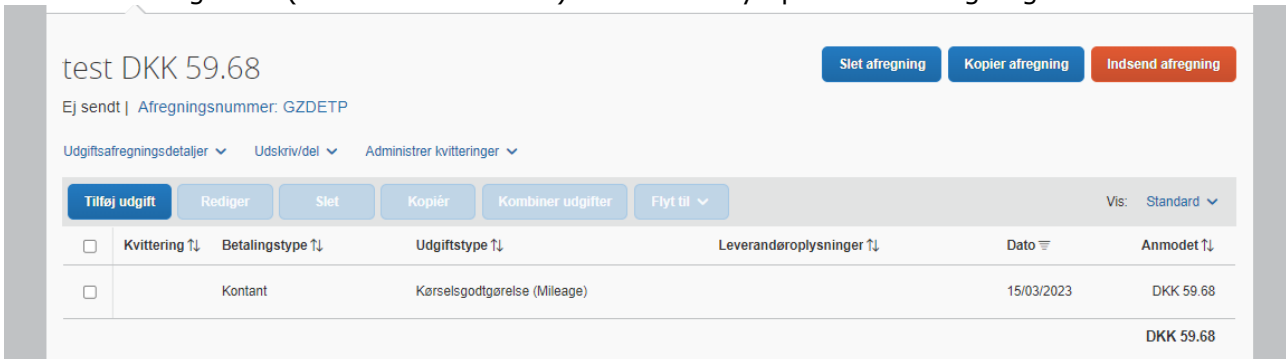 test DKK 59.68
Slet afregning Kopier afregning Indsend afregning
Ej sendt | Afregningsnummer: GZDETP
Udgiftsafregningsdetaljer Udskriv/del Administrer kvitteringer
Tilføj udgift Rediger Slet Kopiér Kombiner udgifter Flyt til Vis: Standard
Kvittering Betalingstype Udgiftstype Leverandøroplysninger Dato Anmodet
Kontant Kørselsgodtgørelse (Mileage) 15/03/2023 DKK 59.68
DKK 59.68